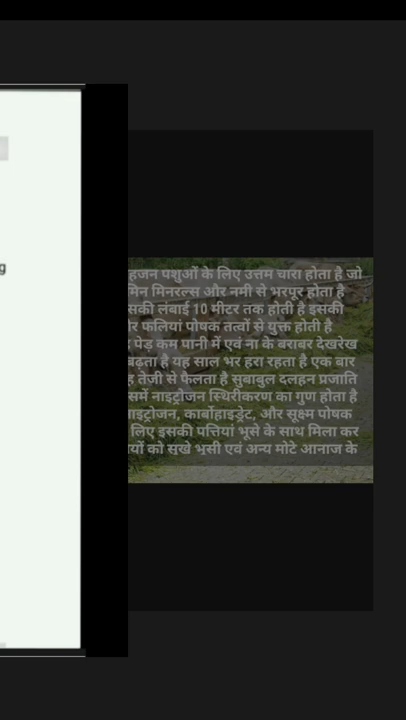 g
हजन पशुओं के लिए उत्तम चारा होता है जो
मिन मिनरल्स और नमी से भरपूर होता है
सकी लंबाई 10 मीटर तक होती है इसकी
र फलियां पोषक तत्वों से युक्त होती है
पेड़ कम पानी में एवं ना के बराबर देखरेख
बढ़ता है यह साल भर हरा रहता है एक बार
ह तेजी से फैलता है सुबाबुल दलहन प्रजाति
समें नाइट्रोजन स्थिरीकरण का गुण होता है
ाइट्रोजन, कार्बोहाइड्रेट, और सूक्ष्म पोषक
लिए इसकी पत्तियां भूसे के साथ मिला कर
यों को सूखे भूसी एवं अन्य मोटे आनाज के